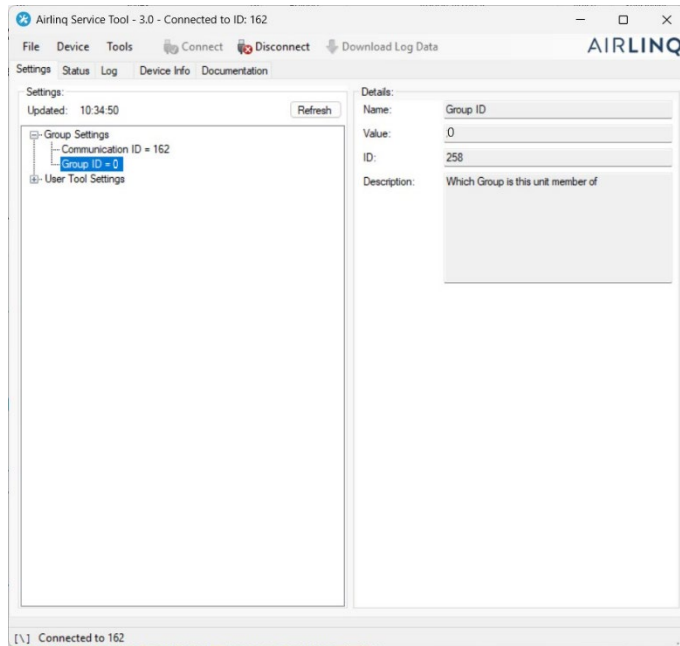 Airlinq Service Tool - 3.0 - Connected to ID: 162
File Device Tools Connect Disconnect Download Log Data AIRLINQ
Settings Status Log Device Info Documentation
Settings:
Updated: 10:34:50 Refresh
Group Settings
Communication ID = 162
Group ID = 0
User Tool Settings
Details:
Name: Group ID
Value: 0
ID: 258
Description: Which Group is this unit member of
[\] Connected to 162